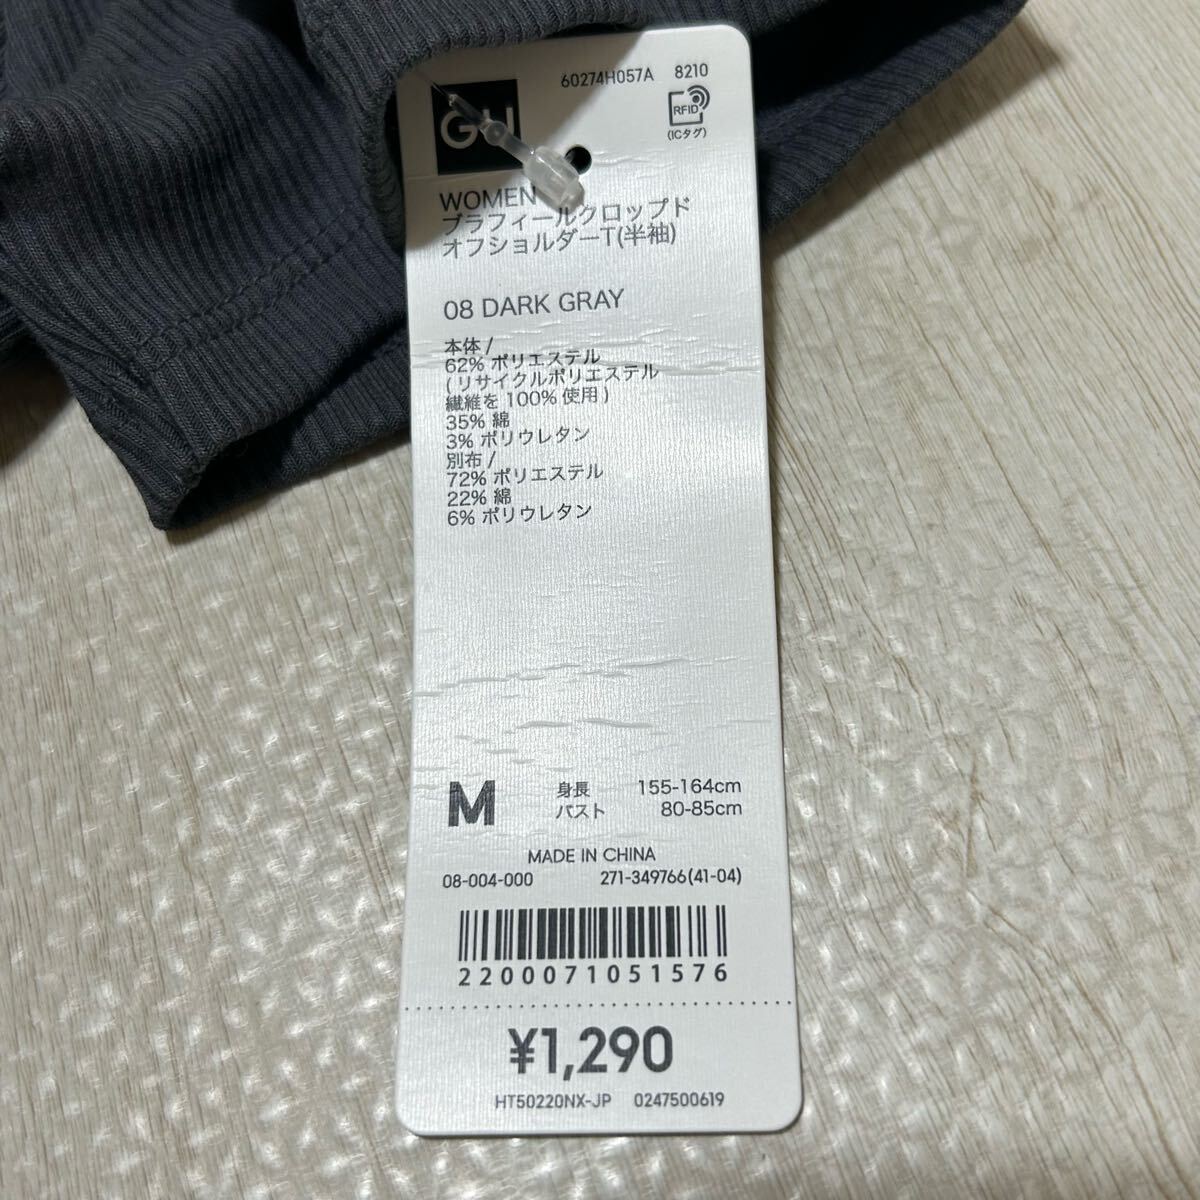 60274H057A 8210
GU
RFID
(ICタグ)
WOMEN
ブラフィールクロップド
オフショルダーT(半袖)
08 DARK GRAY
本体 /
62% ポリエステル
( リサイクルポリエステル
繊維を 100% 使用 )
35% 綿
3% ポリウレタン
別布 /
72% ポリエステル
22% 綿
6% ポリウレタン
M 身長 155-164cm
バスト 80-85cm
MADE IN CHINA
08-004-000 271-349766(41-04)
2200071051576
¥1,290
HT50220NX-JP 0247500619